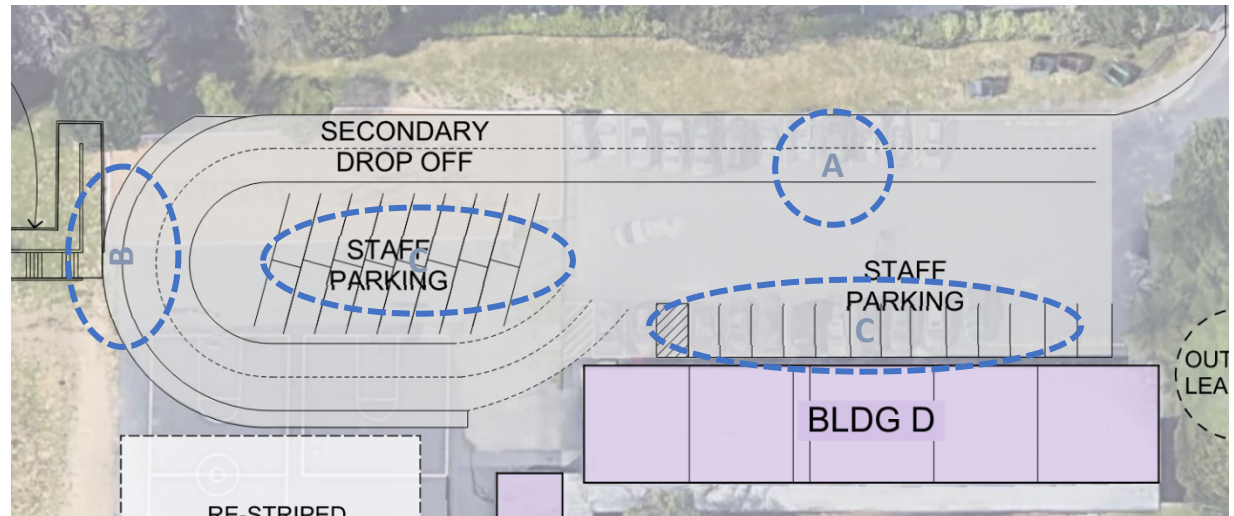 SECONDARY
DROP OFF
A
B
STAFF
C
PARKING
STAFF
PARKING
C
BLDG D
OUT
LEA
RE-STRIPED